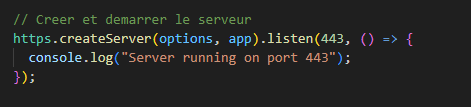 // Creer et demarrer le serveur
https.createServer(options, app).listen(443, () => {
  console.log("Server running on port 443");
});